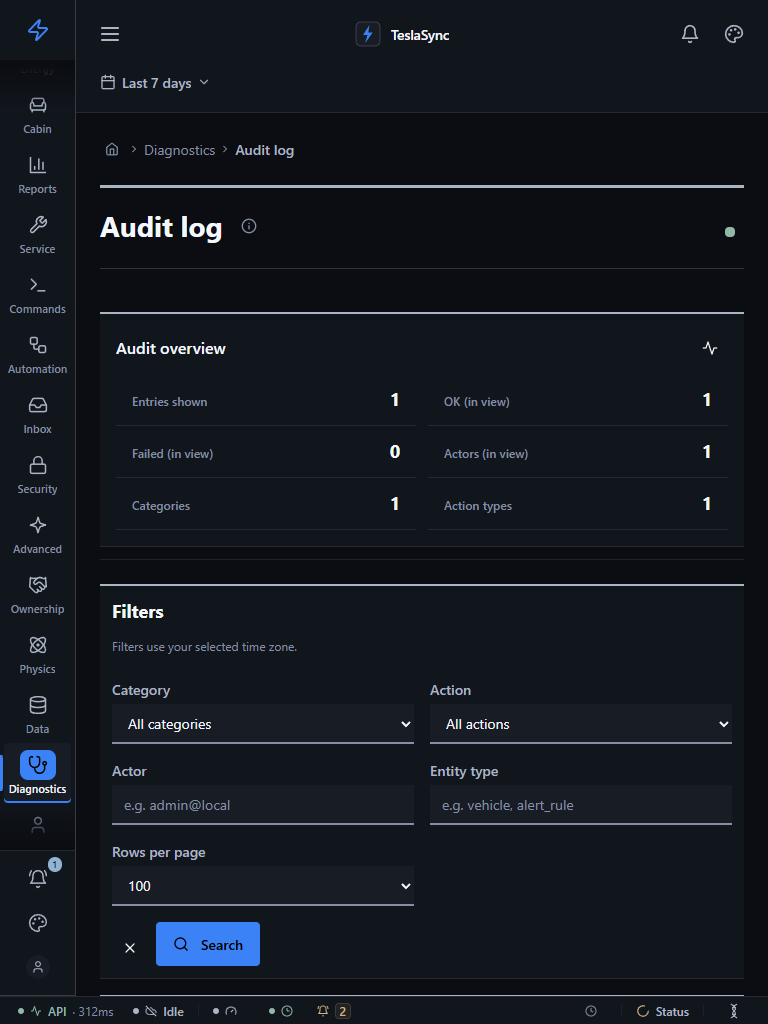 TeslaSync
Last 7 days
Energy
Cabin
Reports
Service
Commands
Automation
Inbox
Security
Advanced
Ownership
Physics
Data
Diagnostics
1
Diagnostics > Audit log
Audit log
Audit overview
Entries shown 1 OK (in view) 1
Failed (in view) 0 Actors (in view) 1
Categories 1 Action types 1
Filters
Filters use your selected time zone.
Category Action
All categories All actions
Actor Entity type
e.g. admin@local e.g. vehicle, alert_rule
Rows per page
100
Search
API · 312ms Idle 2 Status